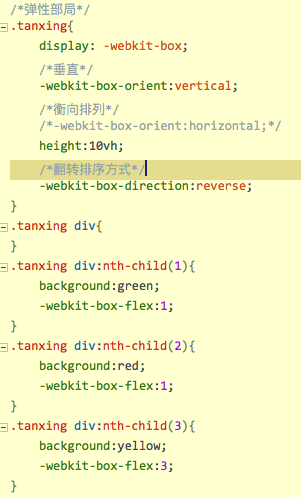 /*弹性部局*/
.tanxing{
display: -webkit-box;
/*垂直*/
-webkit-box-orient:vertical;
/*衡向排列*/
/*-webkit-box-orient:horizontal;*/
height:10vh;
/*翻转排序方式*/
-webkit-box-direction:reverse;
}
.tanxing div{
}
.tanxing div:nth-child(1){
background:green;
-webkit-box-flex:1;
}
.tanxing div:nth-child(2){
background:red;
-webkit-box-flex:1;
}
.tanxing div:nth-child(3){
background:yellow;
-webkit-box-flex:3;
}